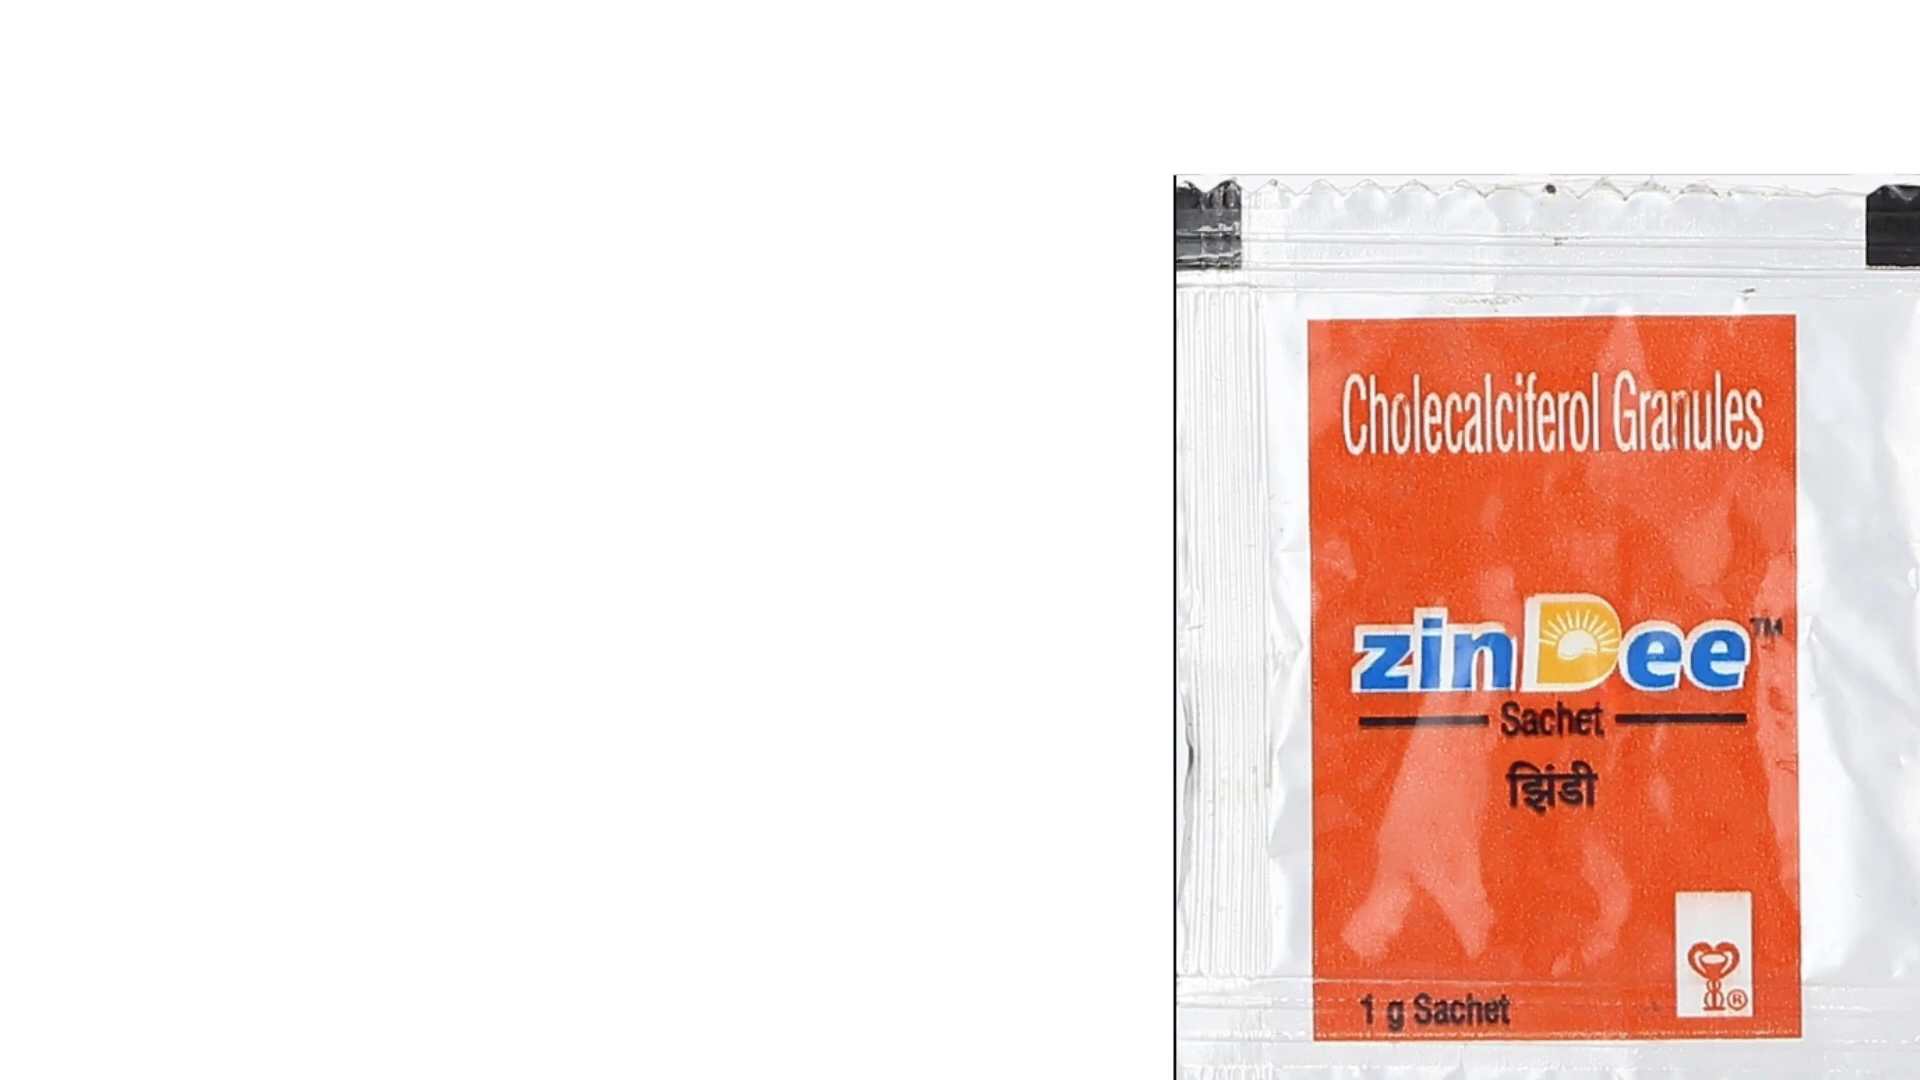 Cholecalciferol Granules
zinDee™
Sachet
झिंडी
1 g Sachet
®